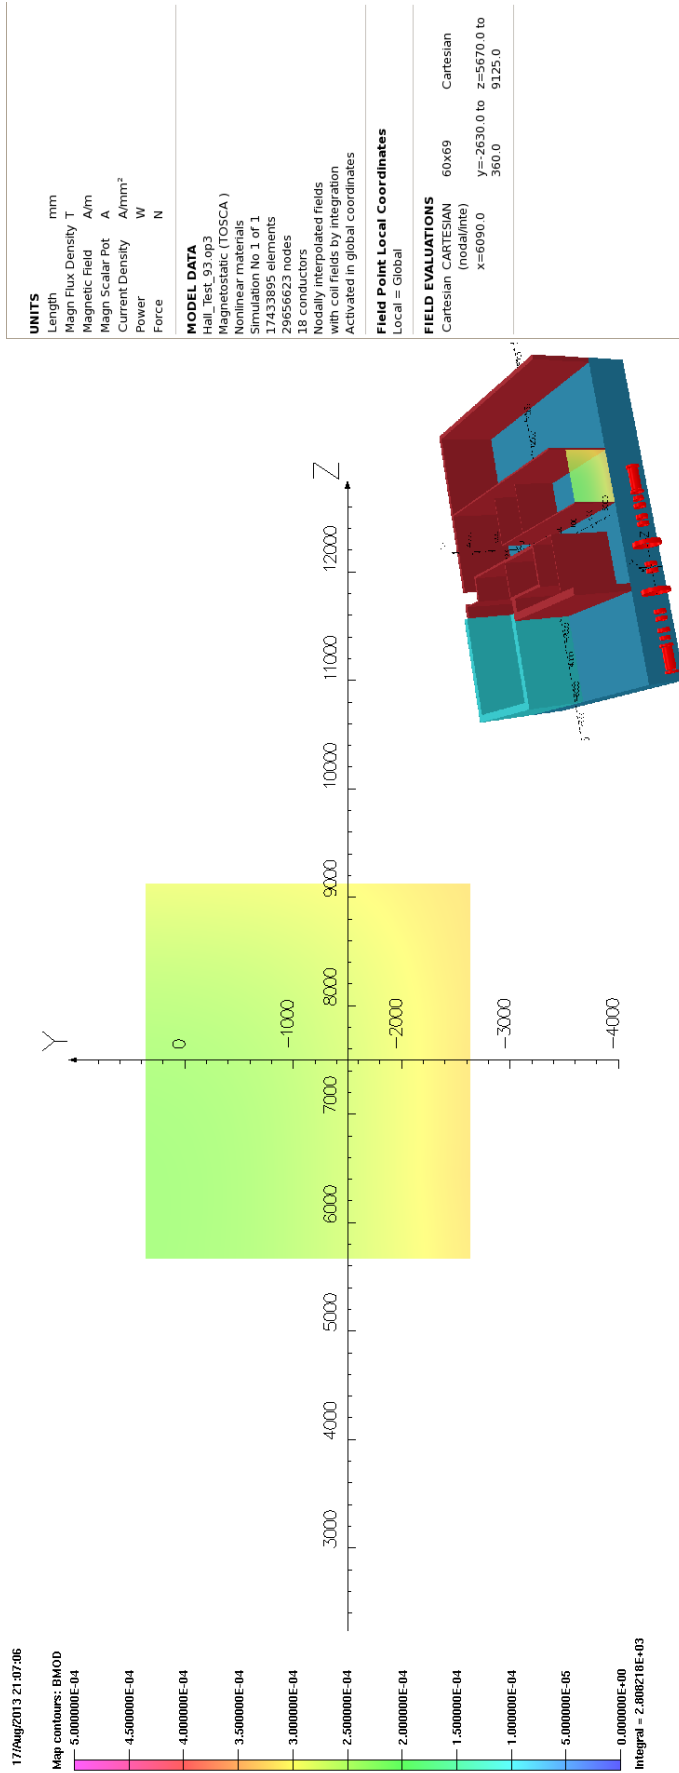 17/Aug/2013 21:07:06
Map contours: BMOD
5.000000E-04
4.500000E-04
4.000000E-04
3.500000E-04
3.000000E-04
2.500000E-04
2.000000E-04
1.500000E-04
1.000000E-04
5.000000E-05
0.000000E+00
Integral = 2.808218E+03
Y
0
-1000
-2000
-3000
-4000
3000
4000
5000
6000
7000
8000
9000
10000
11000
12000
Z
UNITS
Length mm
Magn Flux Density T
Magnetic Field A/m
Magn Scalar Pot A
Current Density A/mm²
Power W
Force N
MODEL DATA
Hall_Test_93.op3
Magnetostatic (TOSCA )
Nonlinear materials
Simulation No 1 of 1
17433895 elements
29656623 nodes
18 conductors
Nodally interpolated fields
with coil fields by integration
Activated in global coordinates
Field Point Local Coordinates
Local = Global
FIELD EVALUATIONS
Cartesian CARTESIAN 60x69 Cartesian
(nodal/inte)
x=6090.0 y=-2630.0 to z=5670.0 to
360.0 9125.0